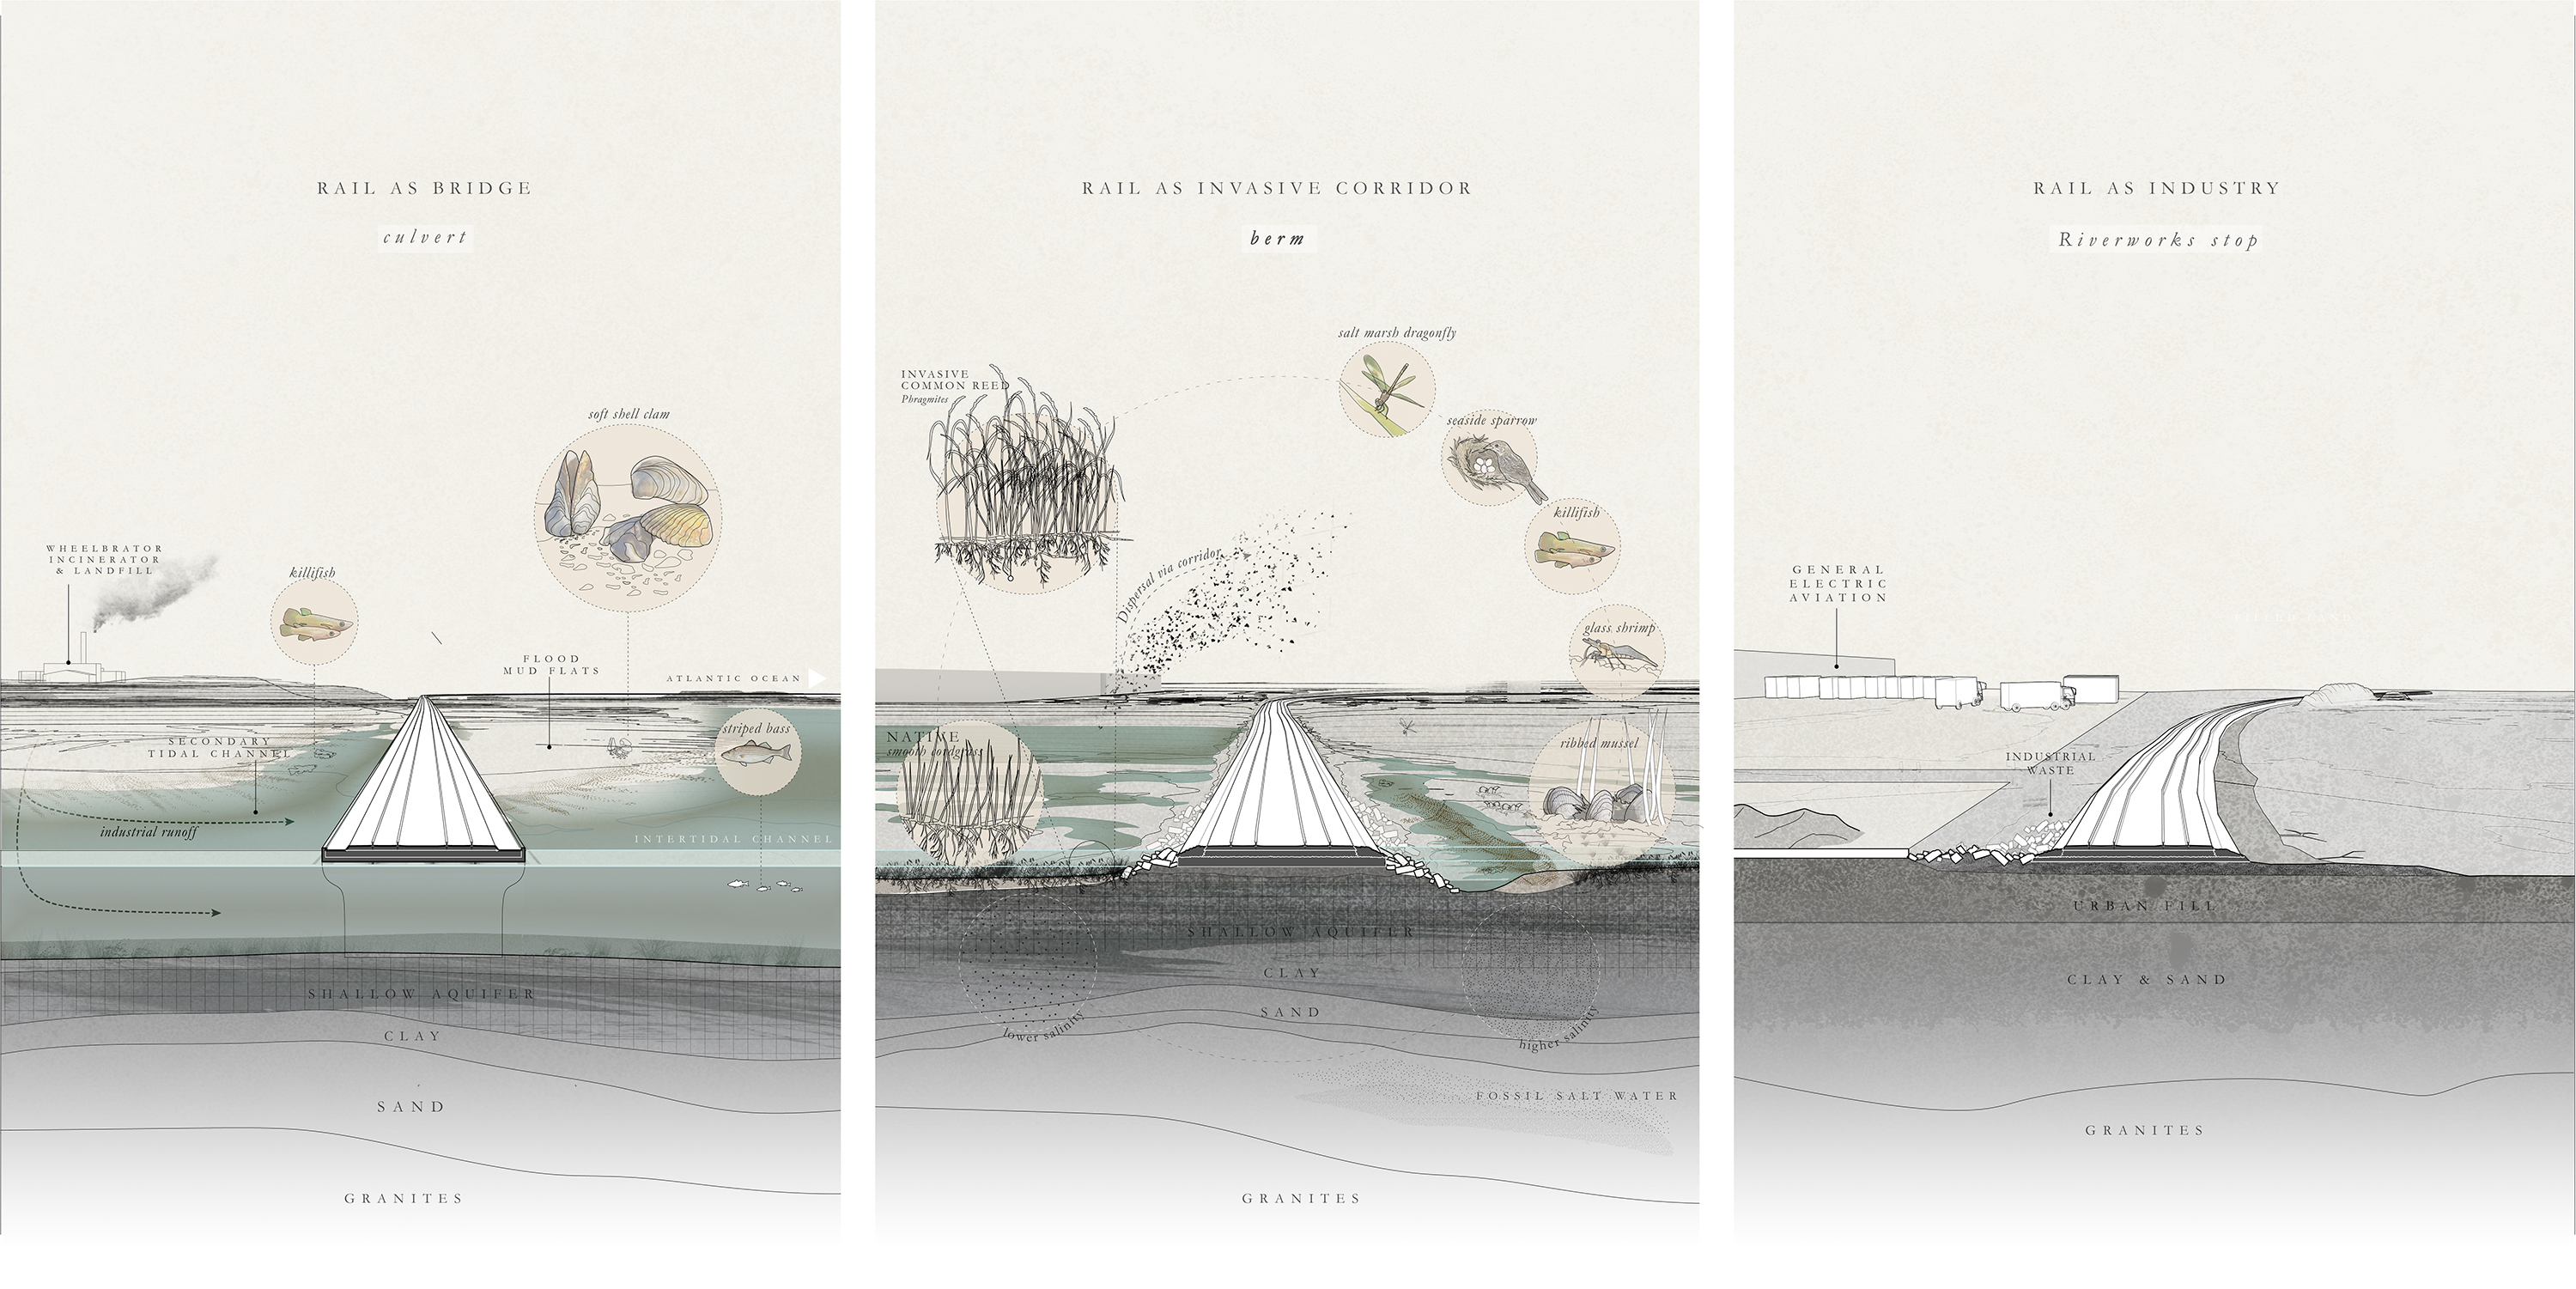 RAIL AS BRIDGE
culvert
soft shell clam
WHEELBRATOR
INCINERATOR
& LANDFILL
killifish
FLOOD
MUD FLATS
ATLANTIC OCEAN
striped bass
SECONDARY
TIDAL CHANNEL
industrial runoff
INTERTIDAL CHANNEL
SHALLOW AQUIFER
CLAY
SAND
GRANITES
RAIL AS INVASIVE CORRIDOR
berm
salt marsh dragonfly
INVASIVE
COMMON REED
Phragmites
seaside sparrow
killifish
Dispersal via corridor
glass shrimp
NATIVE
smooth cordgrass
ribbed mussel
SHALLOW AQUIFER
CLAY
SAND
lower salinity
higher salinity
FOSSIL SALT WATER
GRANITES
RAIL AS INDUSTRY
Riverworks stop
GENERAL
ELECTRIC
AVIATION
INDUSTRIAL
WASTE
URBAN FILL
CLAY & SAND
GRANITES